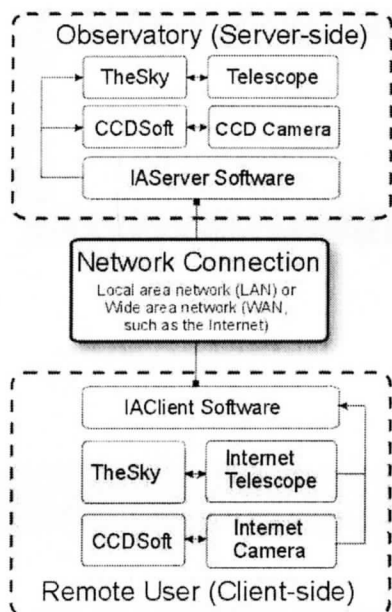 Observatory (Server-side)
TheSky Telescope
CCDSoft CCD Camera
IAServer Software
Network Connection
Local area network (LAN) or
Wide area network (WAN,
such as the Internet)
IAClient Software
TheSky Internet
Telescope
CCDSoft Internet
Camera
Remote User (Client-side)